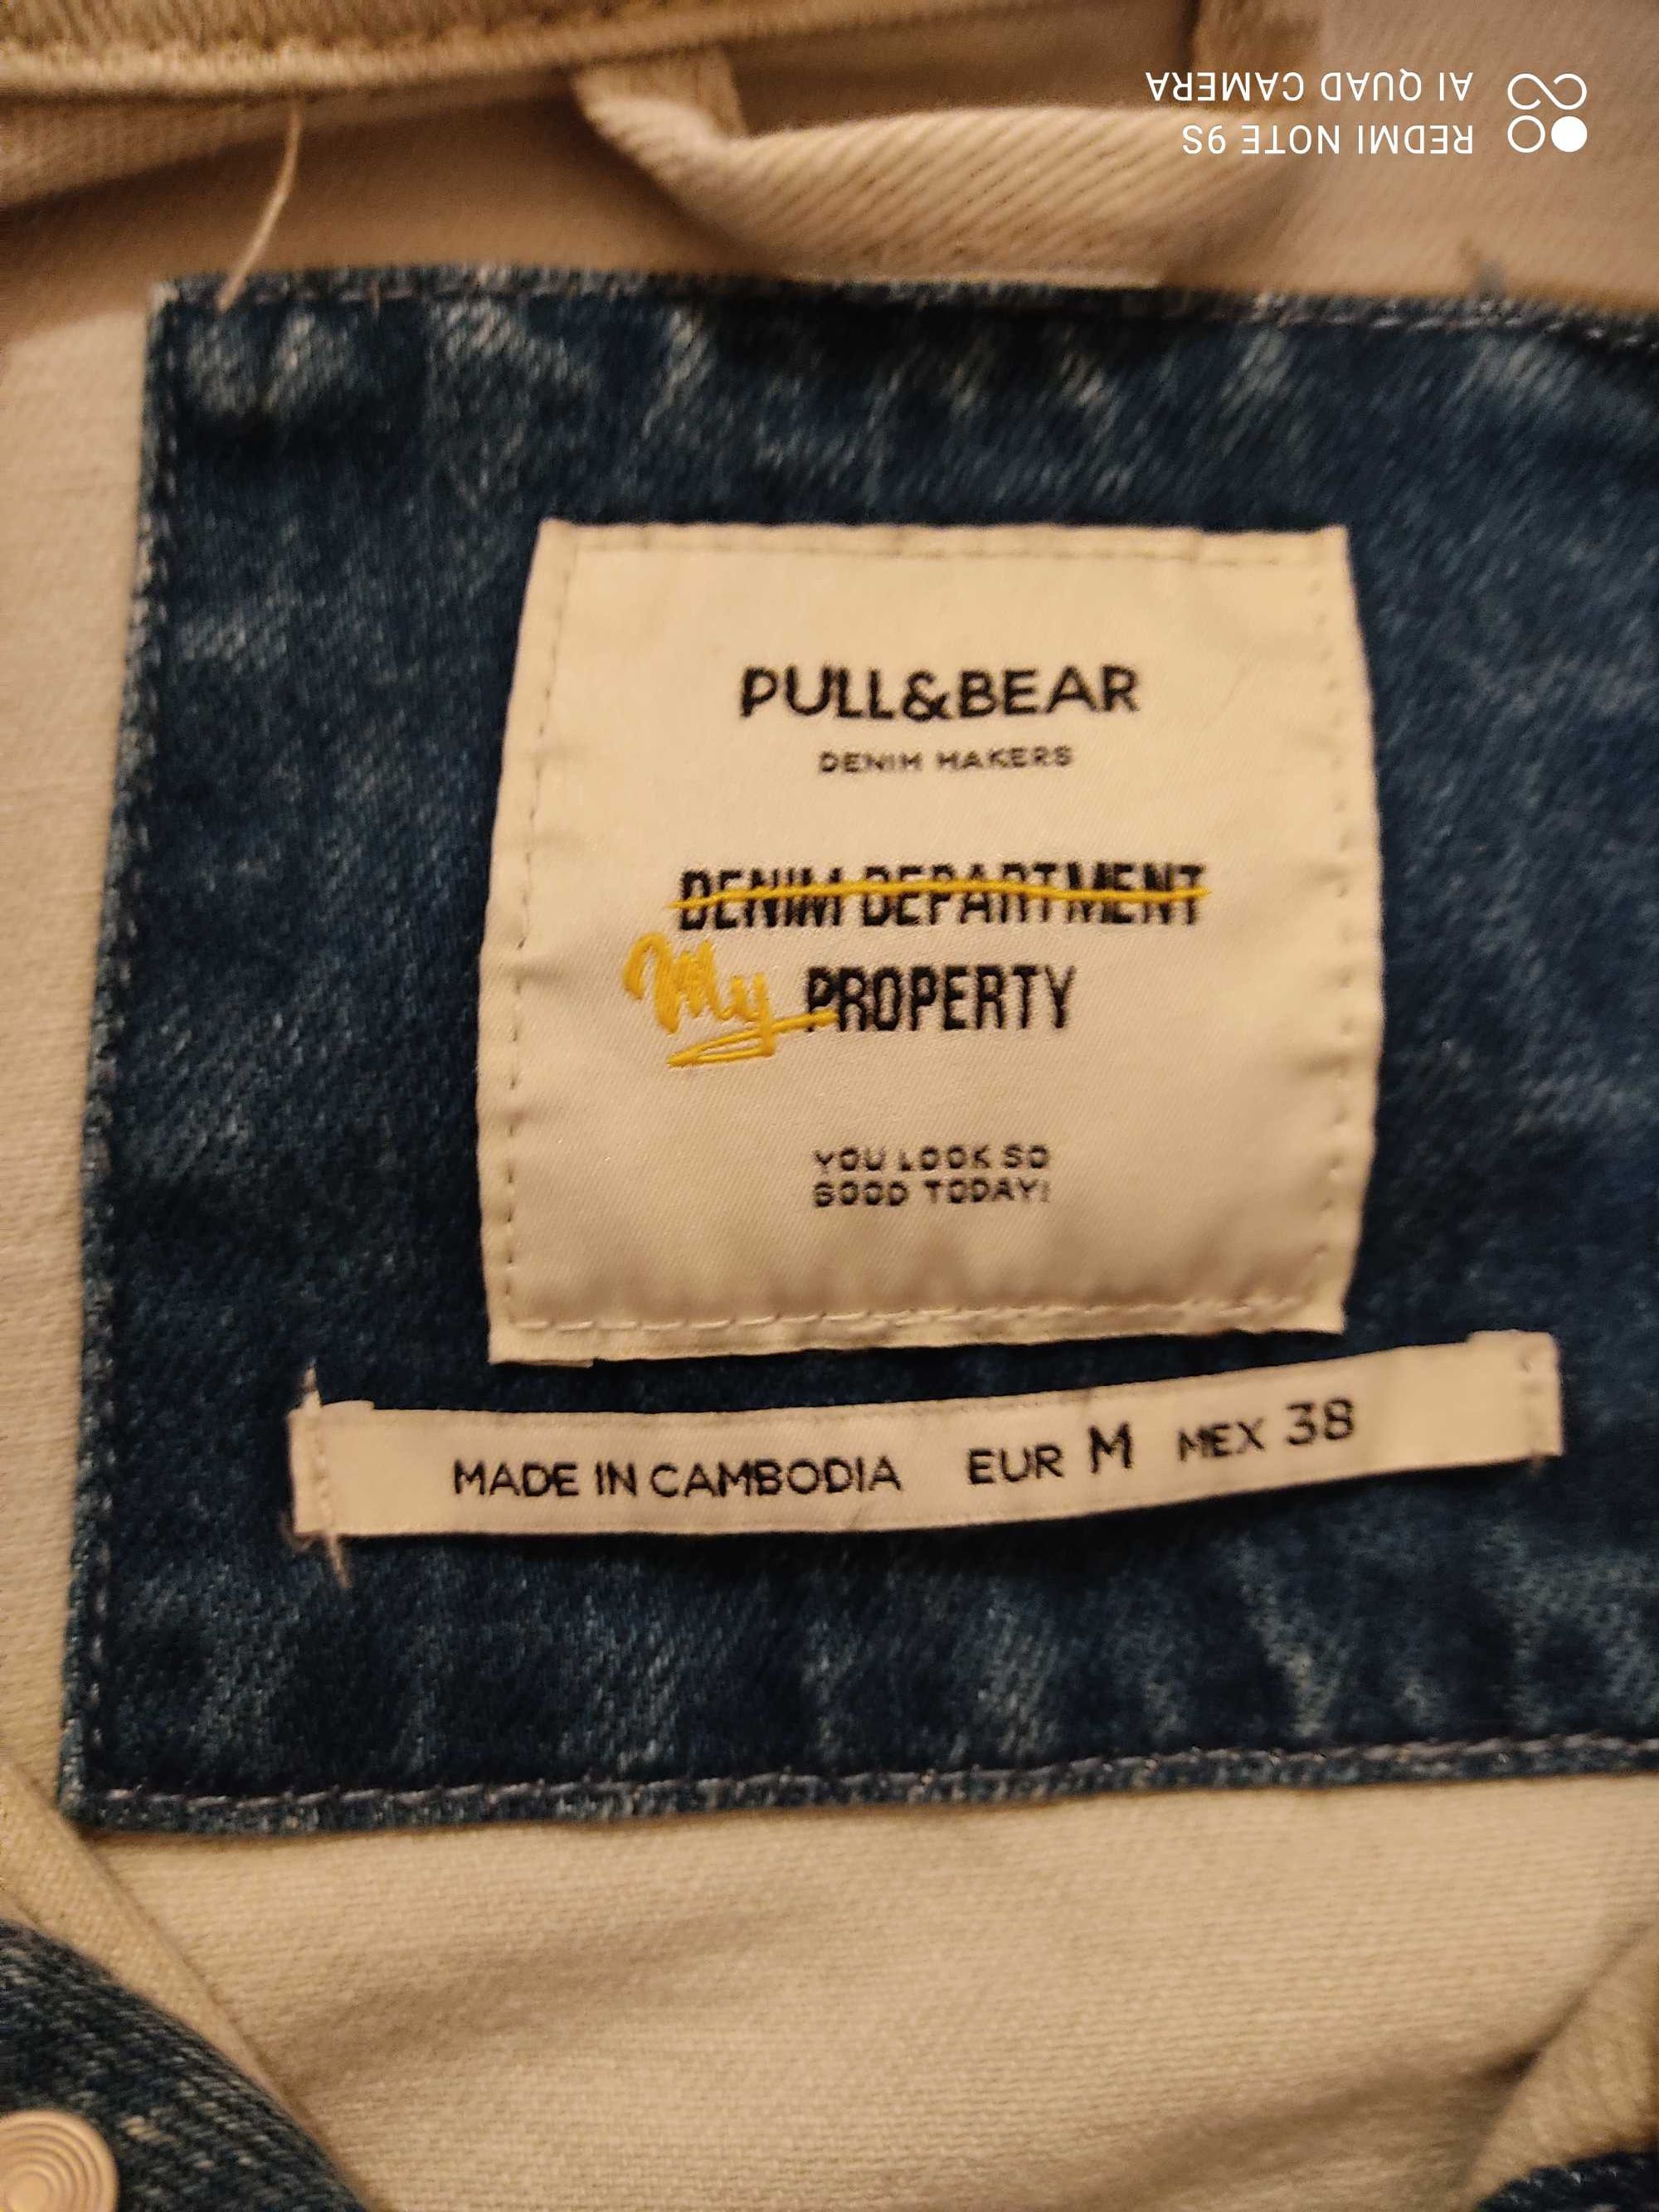 PULL&BEAR
DENIM MAKERS
DENIM DEPARTMENT
My PROPERTY
YOU LOOK SO
GOOD TODAY!
MADE IN CAMBODIA EUR M MEX 38
REDMI NOTE 9S
AI QUAD CAMERA